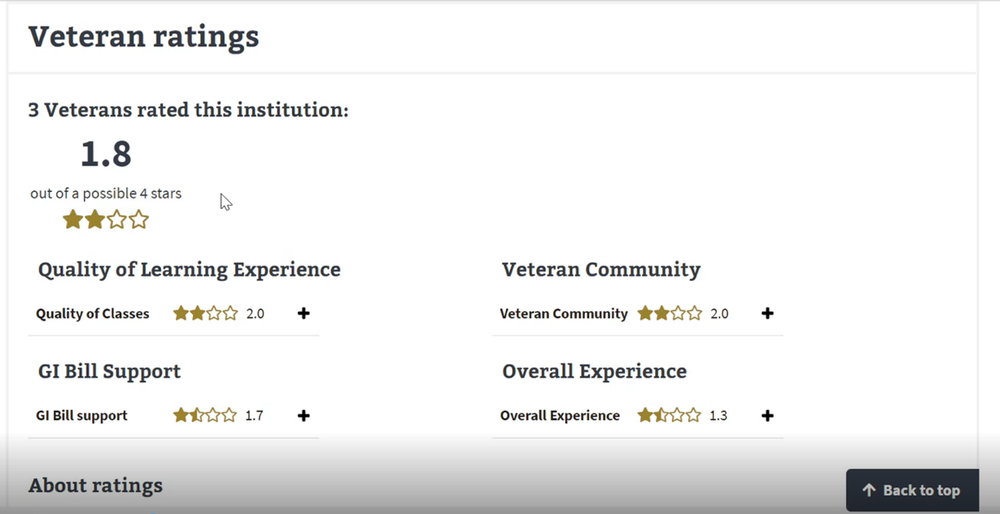 Veteran ratings
3 Veterans rated this institution:
1.8
out of a possible 4 stars
Quality of Learning Experience
Quality of Classes 2.0
Veteran Community
Veteran Community 2.0
GI Bill Support
GI Bill support 1.7
Overall Experience
Overall Experience 1.3
About ratings
Back to top